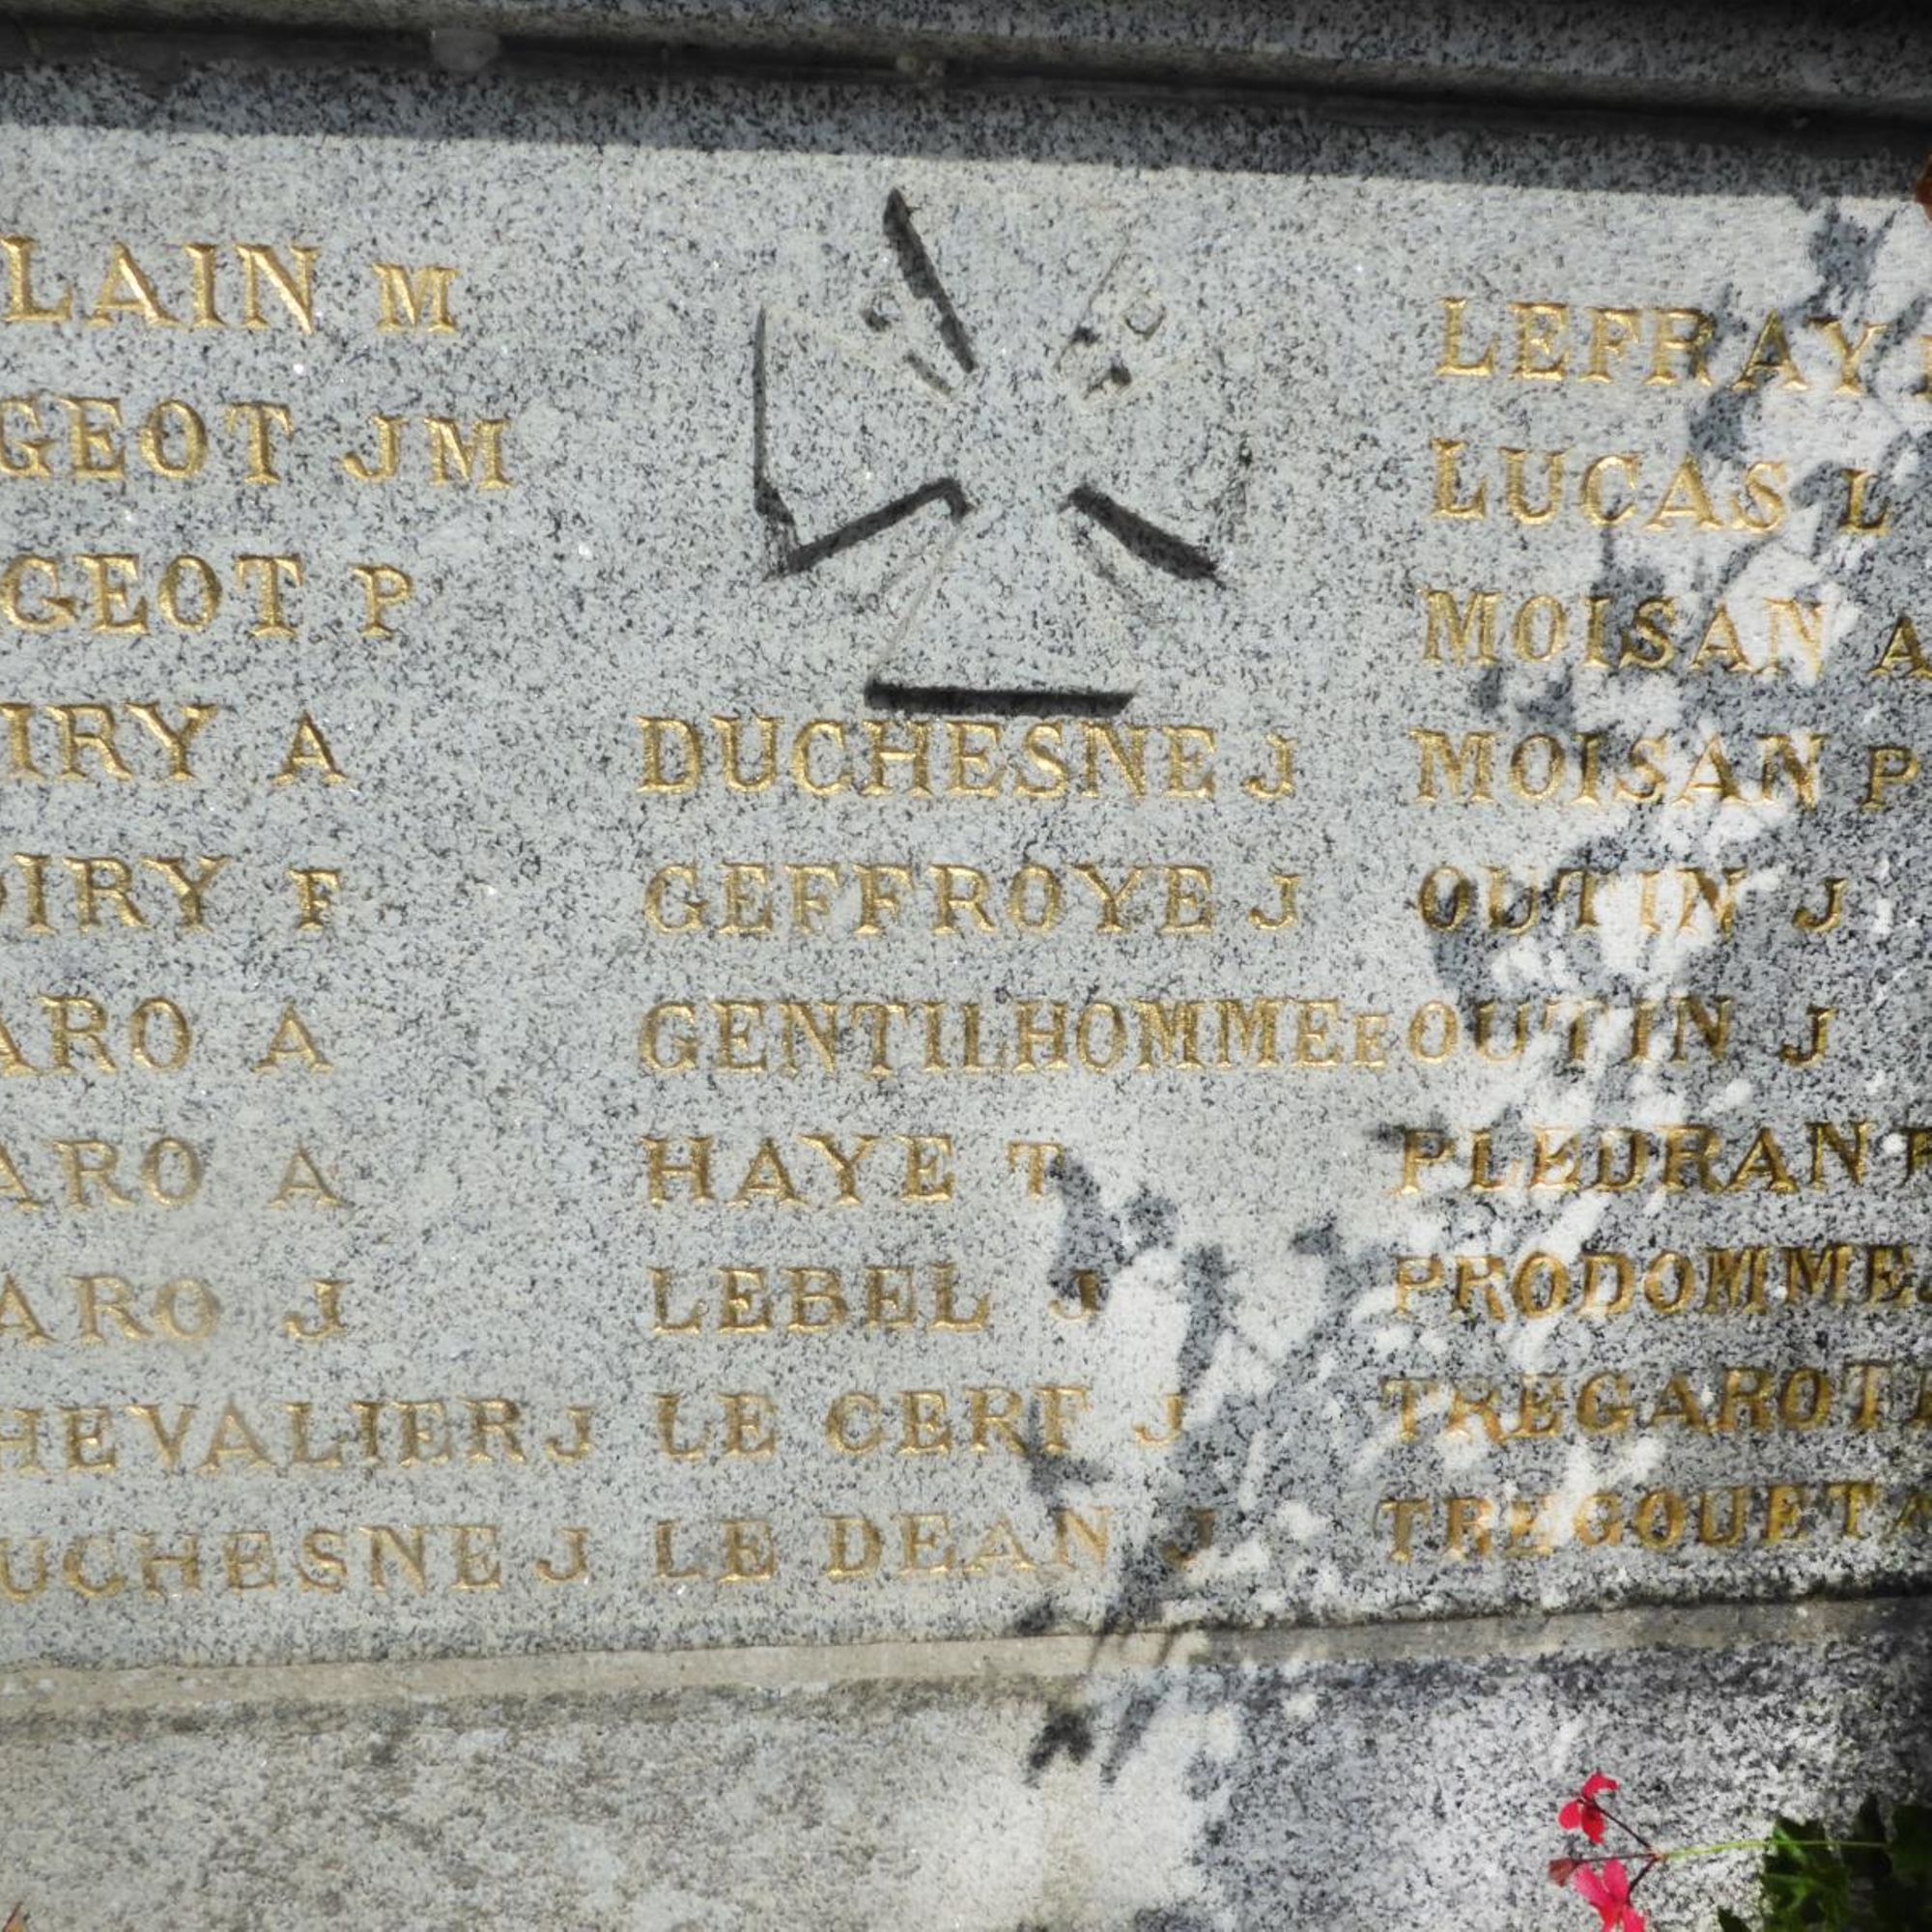 LAIN M
GEOT JM
GEOT P
IRY A
IRY F
ARO A
ARO A
ARO J
HEVALIER J
UCHESNE J
DUCHESNE J
GEFFROYE J
GENTILHOMME E
HAYE T
LEBEL J
LE CERF J
LE DEAN J
LEFRAY
LUCAS L
MOISAN A
MOISAN P
OUTIN J
OUTIN J
PLEURAN
PRODOMME
TREGAROT
TREGOUET A